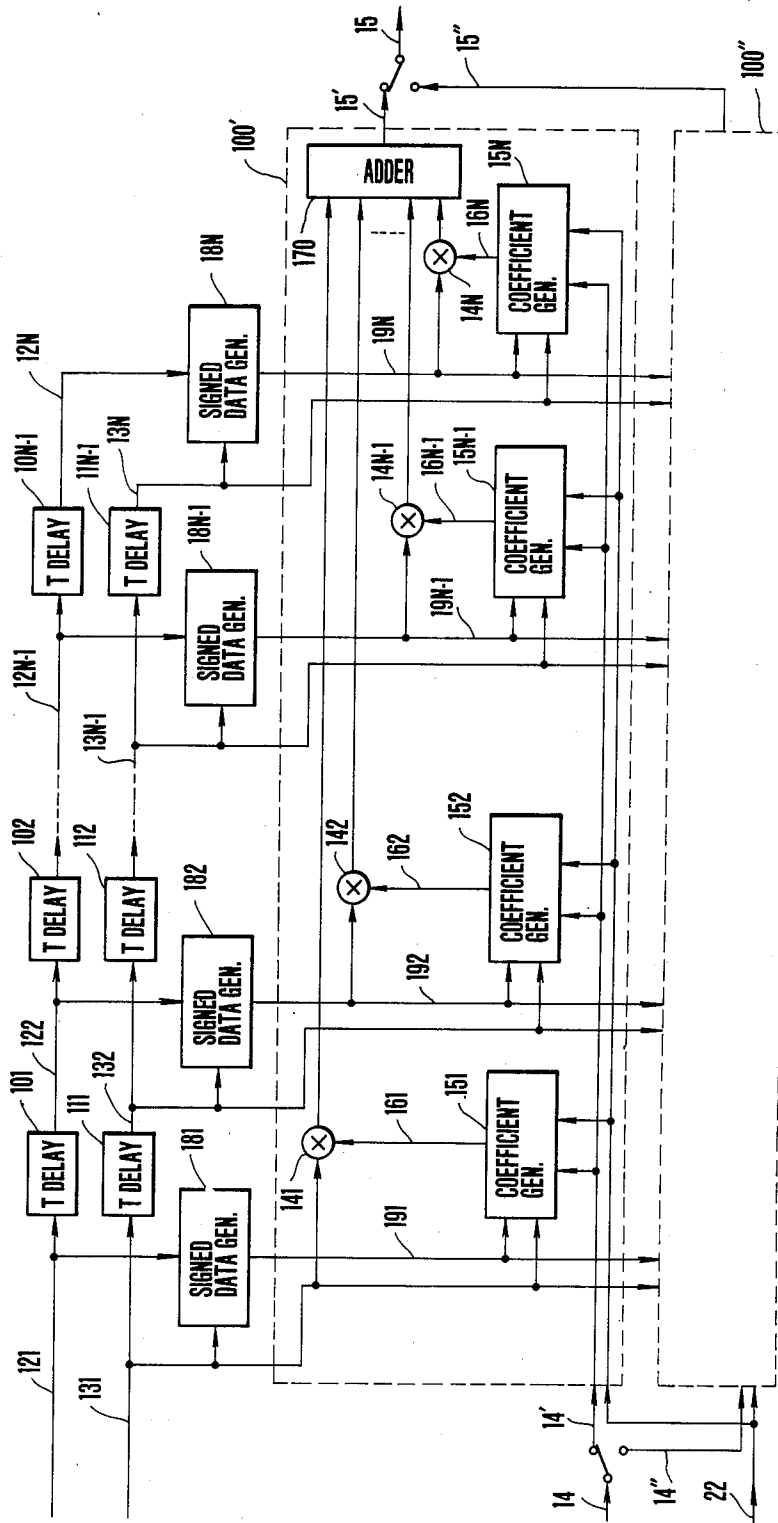 121
131
101
T DELAY
122
111
T DELAY
132
102
T DELAY
112
T DELAY
12N-1
13N-1
10N-1
T DELAY
11N-1
T DELAY
12N
13N
181
SIGNED
DATA GEN.
182
SIGNED
DATA GEN.
18N-1
SIGNED
DATA GEN.
18N
SIGNED
DATA GEN.
191
192
19N-1
19N
141
142
14N-1
14N
161
162
16N-1
16N
151
COEFFICIENT
GEN.
152
COEFFICIENT
GEN.
15N-1
COEFFICIENT
GEN.
15N
COEFFICIENT
GEN.
170
ADDER
100'
15'
15
15"
100"
14
14'
14"
22